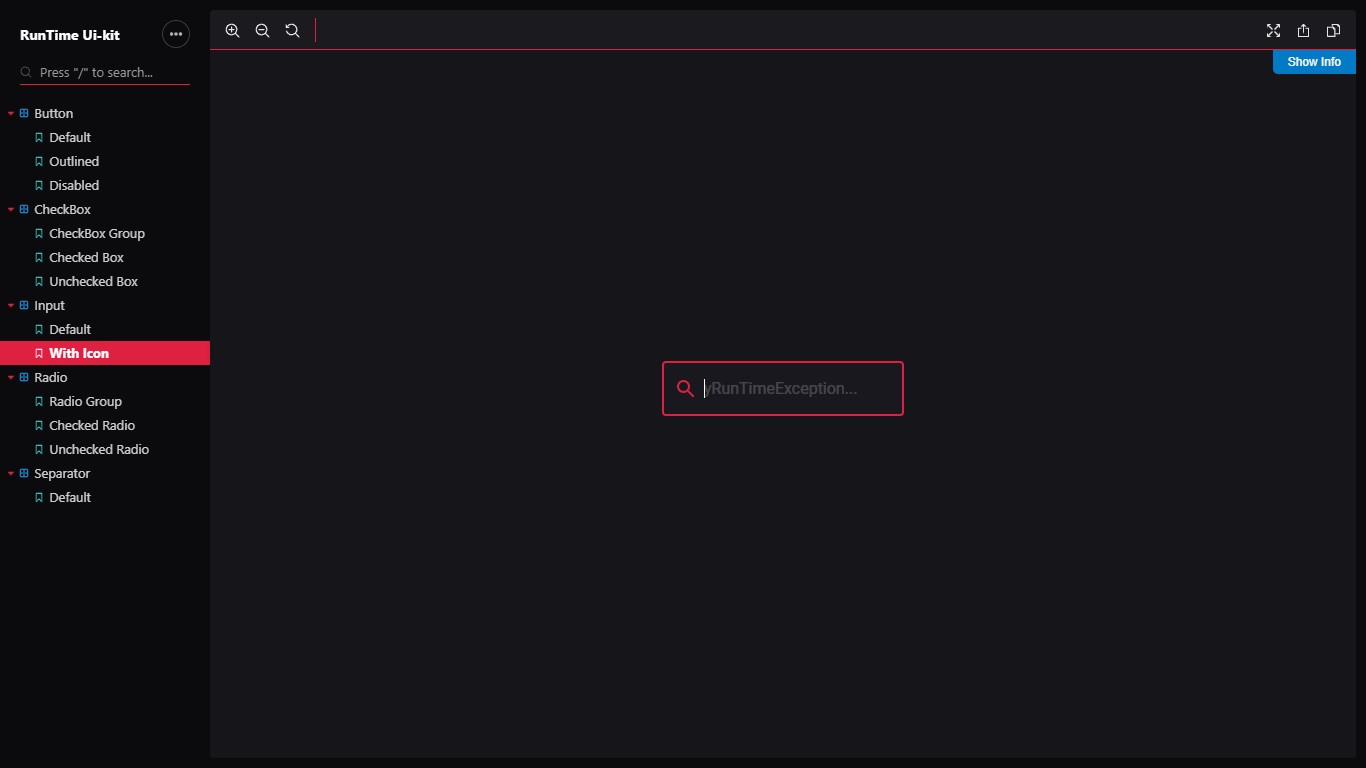 RunTime Ui-kit
Press "/" to search...
Show Info
Button
Default
Outlined
Disabled
CheckBox
CheckBox Group
Checked Box
Unchecked Box
Input
Default
With Icon
Radio
Radio Group
Checked Radio
Unchecked Radio
Separator
Default
yRunTimeException...